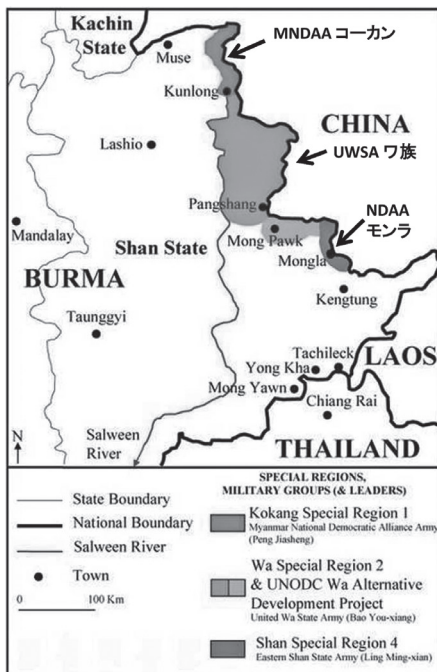 Kachin
State
MNDAA コーカン
Muse
Kunlong
CHINA
Lashio
UWSA ワ族
Pangshang
NDAA
モンラ
Mandalay
Shan State
Mong Pawk
Mongla
BURMA
Kengtung
Taunggyi
Tachileck
LAOS
Yong Kha
Mong Yawn
Chiang Rai
N
Salween
River
THAILAND
State Boundary
National Boundary
Salween River
Town
0 100 Km
SPECIAL REGIONS,
MILITARY GROUPS (& LEADERS)
Kokang Special Region 1
Myanmar National Democratic Alliance Army
(Peng Jiasheng)
Wa Special Region 2
& UNODC Wa Alternative
Development Project
United Wa State Army (Bao You-xiang)
Shan Special Region 4
Eastern Shan State Army (Ling Ming-xian)